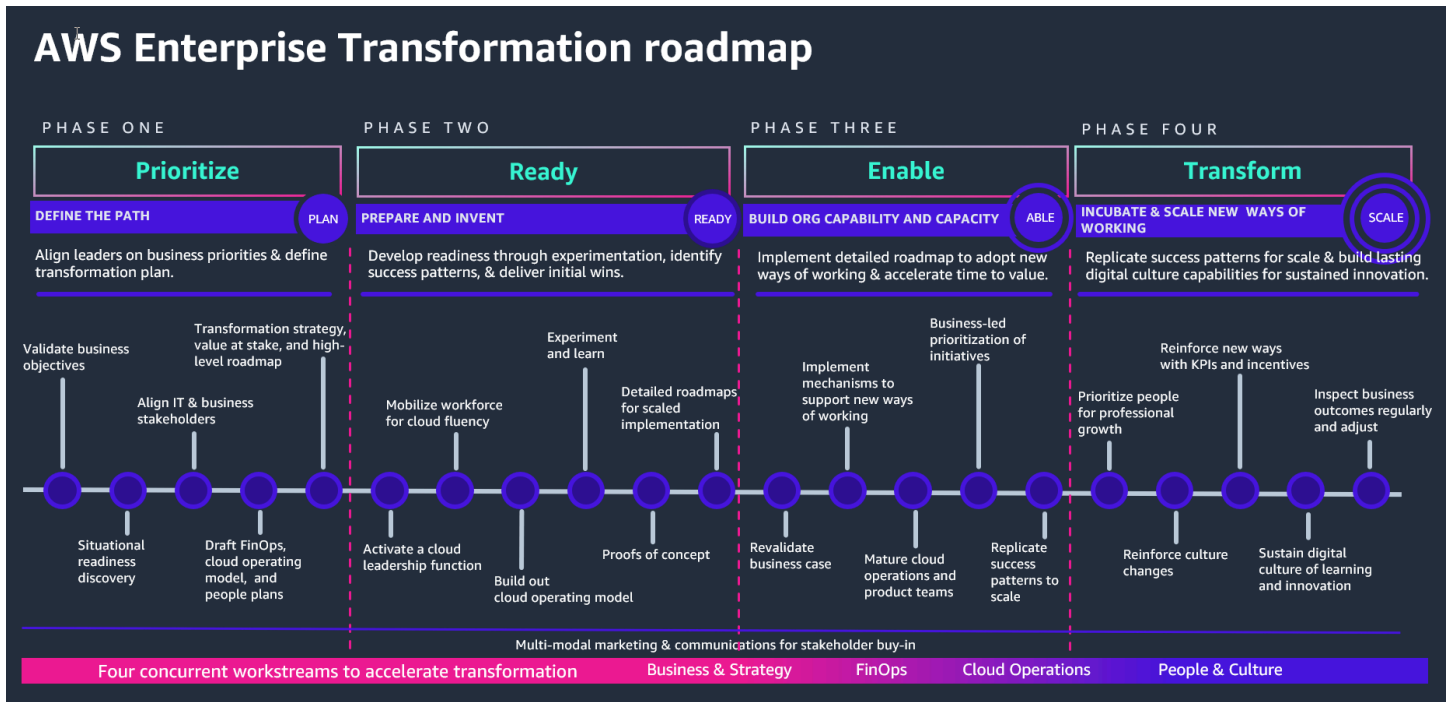 AWS Enterprise Transformation roadmap
PHASE ONE
Prioritize
DEFINE THE PATH
PLAN
Align leaders on business priorities & define
transformation plan.
Validate business
objectives
Situational
readiness
discovery
Align IT & business
stakeholders
Draft FinOps,
cloud operating
model, and
people plans
Transformation strategy,
value at stake, and high-
level roadmap
PHASE TWO
Ready
PREPARE AND INVENT
READY
Develop readiness through experimentation, identify
success patterns, & deliver initial wins.
Activate a cloud
leadership function
Mobilize workforce
for cloud fluency
Build out
cloud operating model
Experiment
and learn
Proofs of concept
Detailed roadmaps
for scaled
implementation
PHASE THREE
Enable
BUILD ORG CAPABILITY AND CAPACITY
ABLE
Implement detailed roadmap to adopt new
ways of working & accelerate time to value.
Revalidate
business case
Implement
mechanisms to
support new ways
of working
Mature cloud
operations and
product teams
Business-led
prioritization of
initiatives
Replicate
success
patterns to
scale
PHASE FOUR
Transform
INCUBATE & SCALE NEW WAYS OF
WORKING
SCALE
Replicate success patterns for scale & build lasting
digital culture capabilities for sustained innovation.
Prioritize people
for professional
growth
Reinforce culture
changes
Reinforce new ways
with KPIs and incentives
Sustain digital
culture of learning
and innovation
Inspect business
outcomes regularly
and adjust
Multi-modal marketing & communications for stakeholder buy-in
Four concurrent workstreams to accelerate transformation
Business & Strategy
FinOps
Cloud Operations
People & Culture